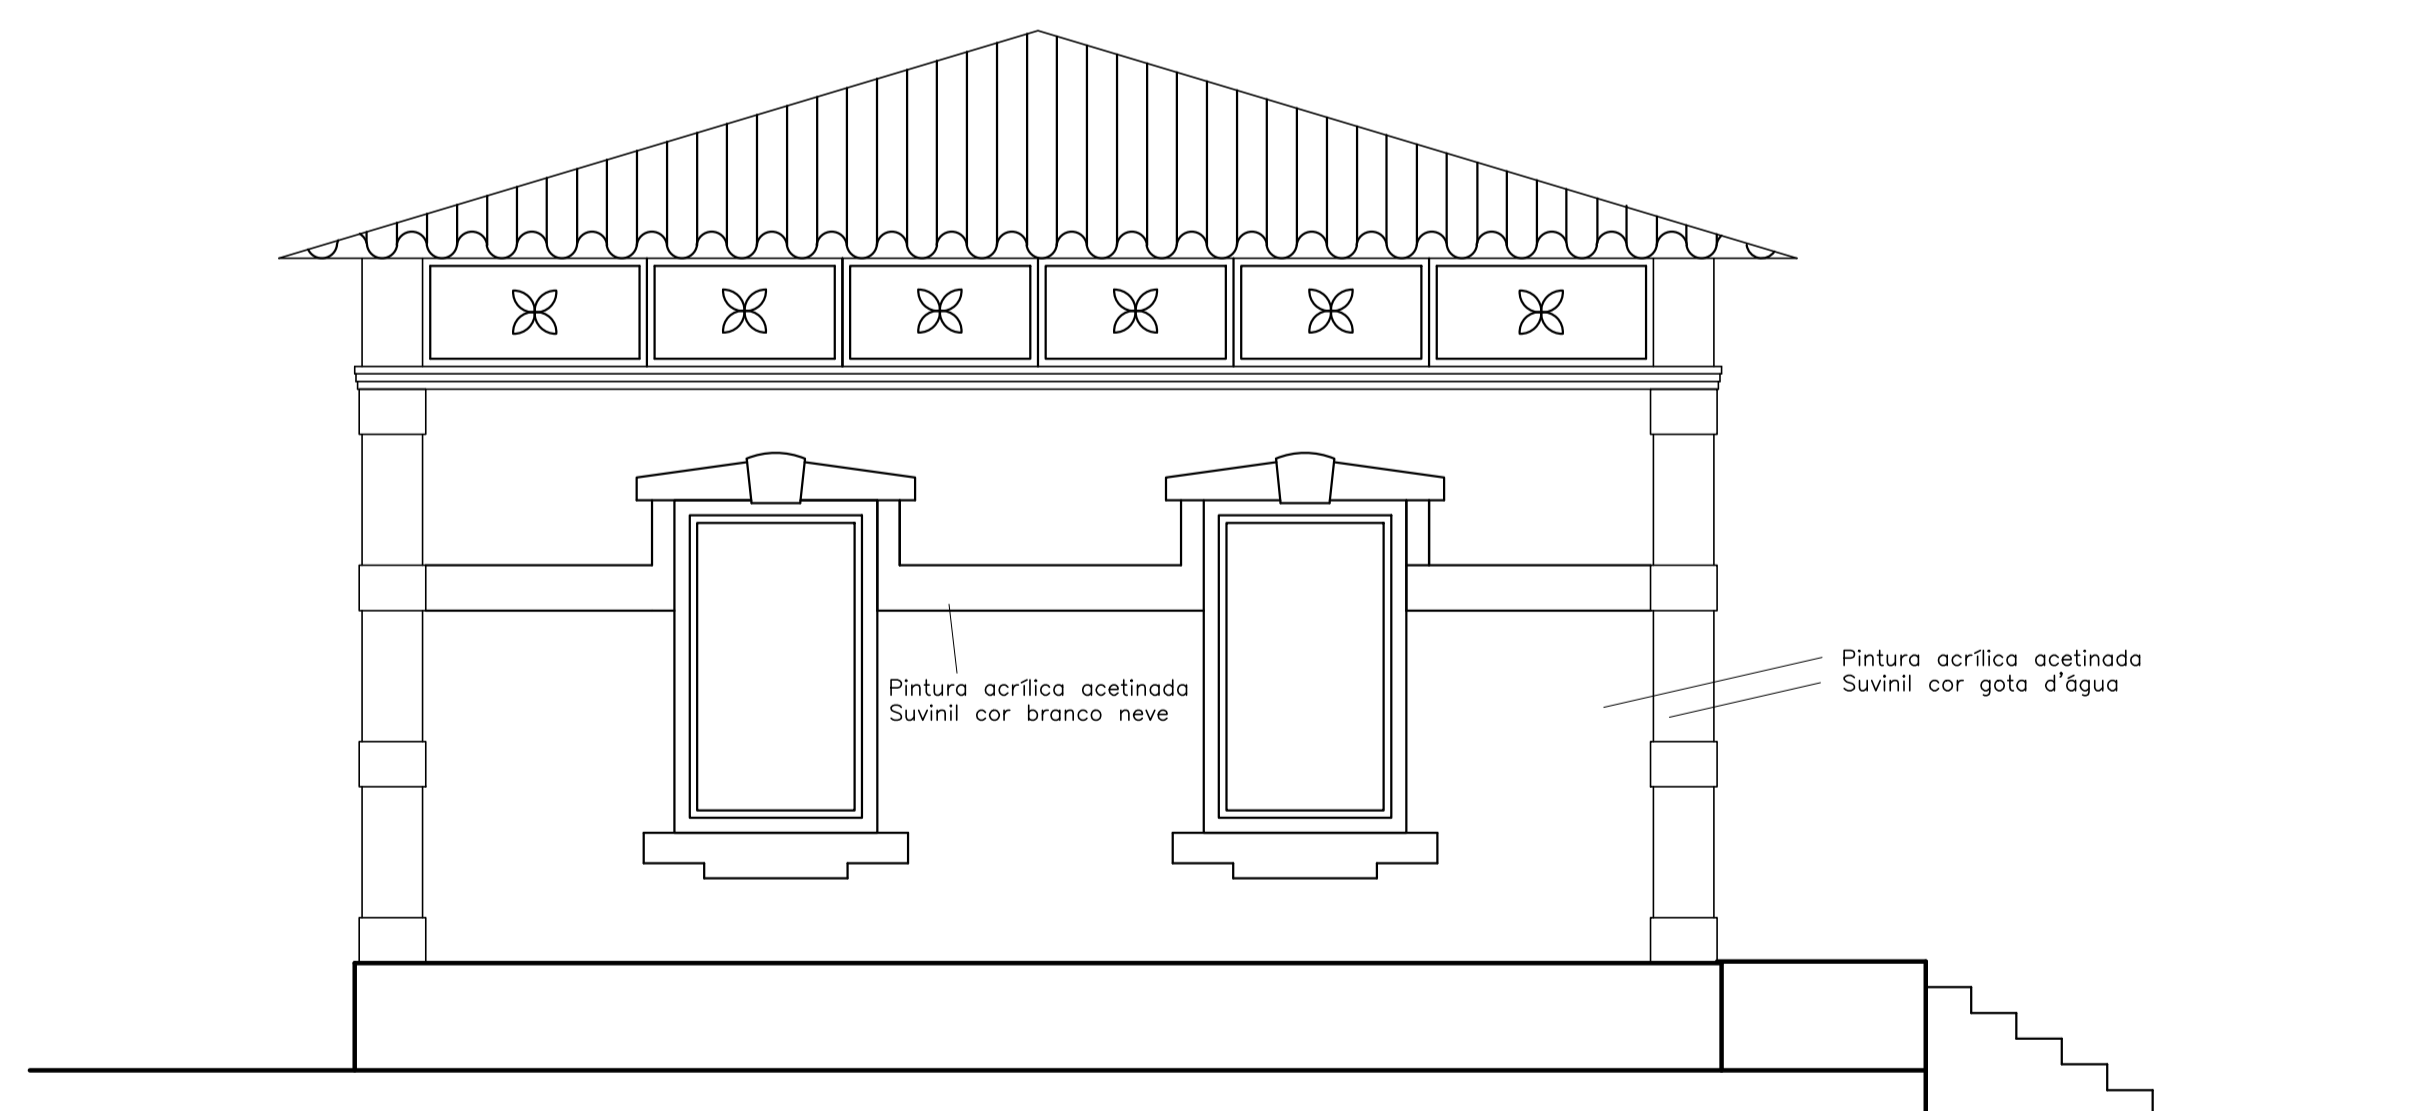 Pintura acrílica acetinada
Suvinil cor branco neve
Pintura acrílica acetinada
Suvinil cor gota d'água